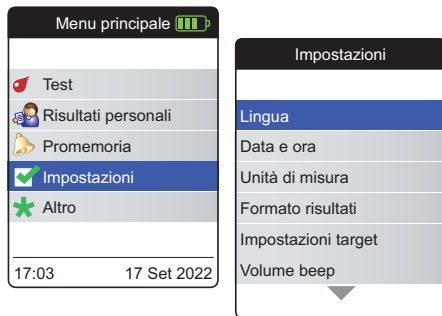 Menu principale
Test
Risultati personali
Promemoria
Impostazioni
Altro
17:03 17 Set 2022
Impostazioni
Lingua
Data e ora
Unità di misura
Formato risultati
Impostazioni target
Volume beep